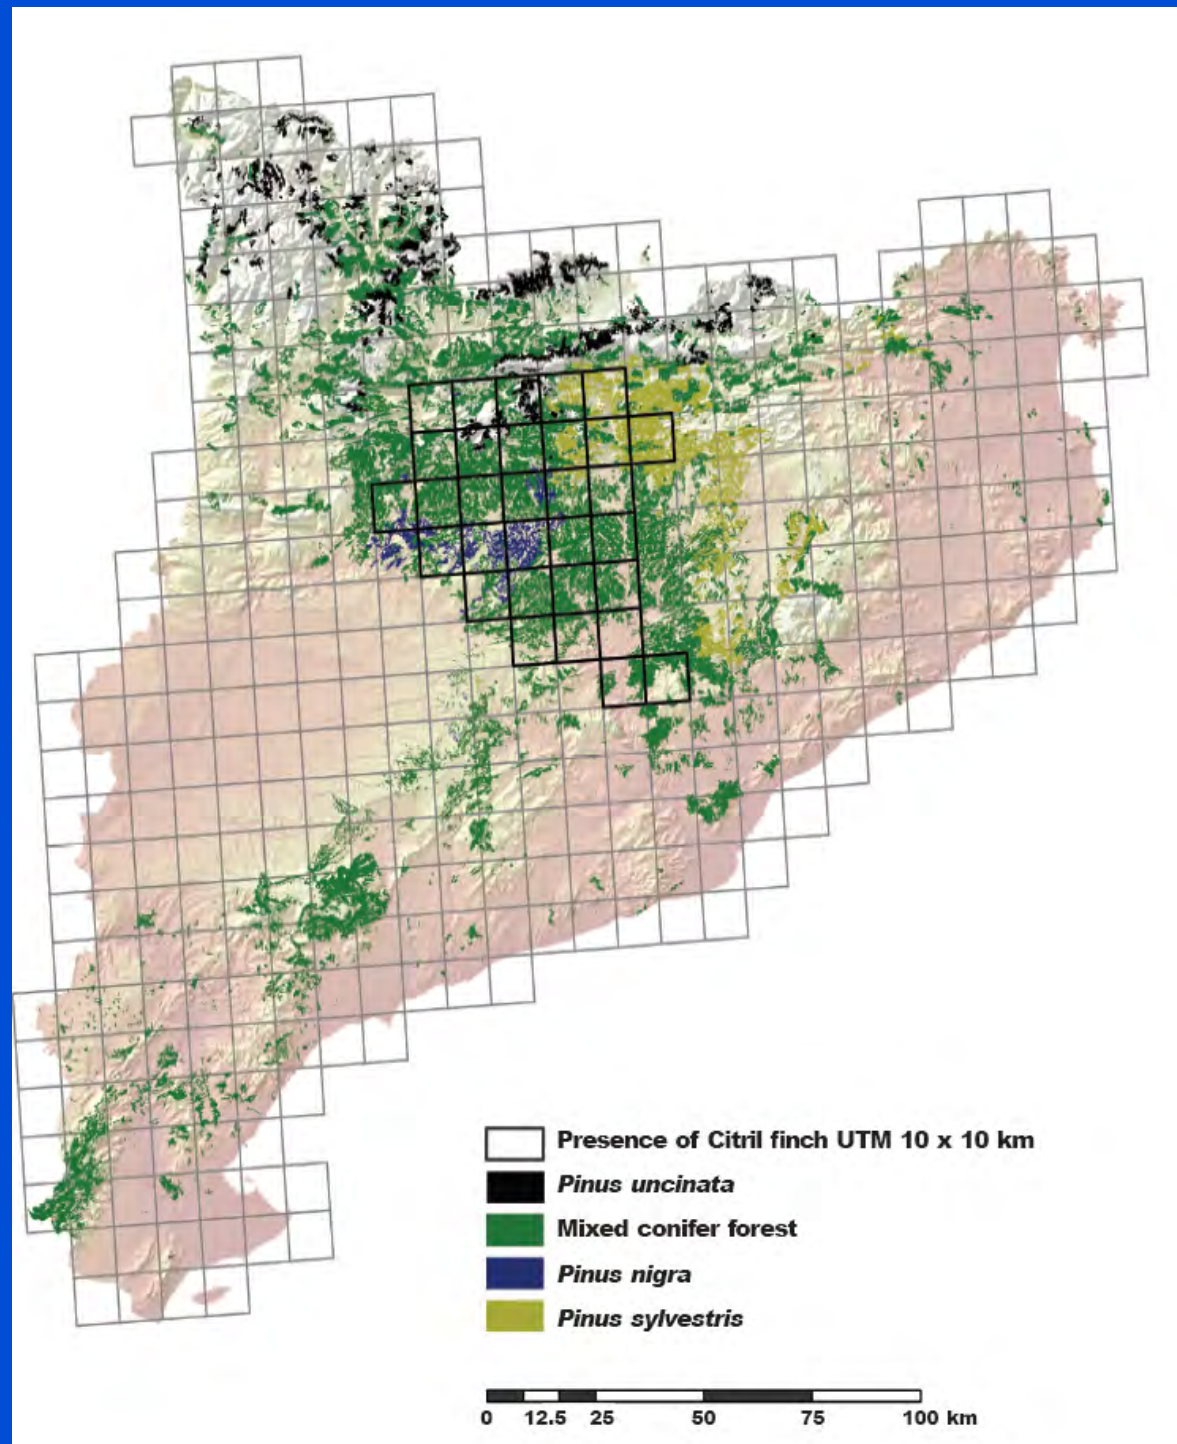 Presence of Citril finch UTM 10 x 10 km
Pinus uncinata
Mixed conifer forest
Pinus nigra
Pinus sylvestris
0 12.5 25 50 75 100 km